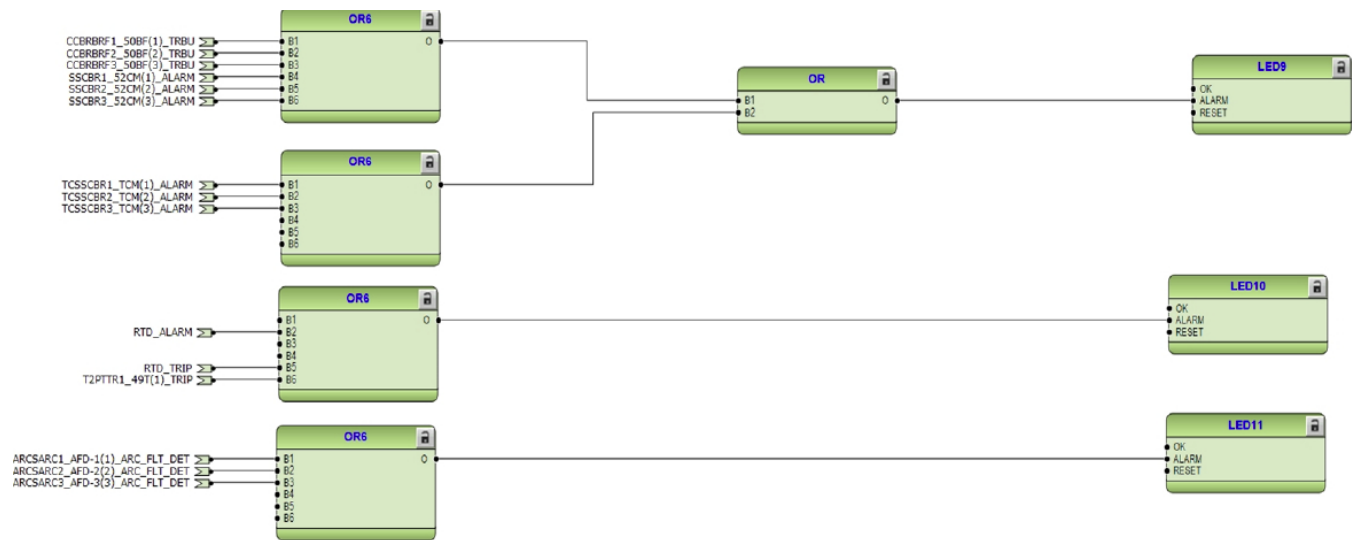 OR6
CCBRBRF1_50BF(1)_TRBU B1 O
CCBRBRF2_50BF(2)_TRBU B2
CCBRBRF3_50BF(3)_TRBU B3
SSCBR1_52CM(1)_ALARM B4
SSCBR2_52CM(2)_ALARM B5
SSCBR3_52CM(3)_ALARM B6
OR
B1 O
B2
LED9
OK
ALARM
RESET
OR6
TCSSCBR1_TCM(1)_ALARM B1 O
TCSSCBR2_TCM(2)_ALARM B2
TCSSCBR3_TCM(3)_ALARM B3
B4
B5
B6
OR6
B1 O
RTD_ALARM B2
B3
B4
RTD_TRIP B5
T2PTTR1_49T(1)_TRIP B6
LED10
OK
ALARM
RESET
OR6
ARCSARC1_AFD-1(1)_ARC_FLT_DET B1 O
ARCSARC2_AFD-2(2)_ARC_FLT_DET B2
ARCSARC3_AFD-3(3)_ARC_FLT_DET B3
B4
B5
B6
LED11
OK
ALARM
RESET